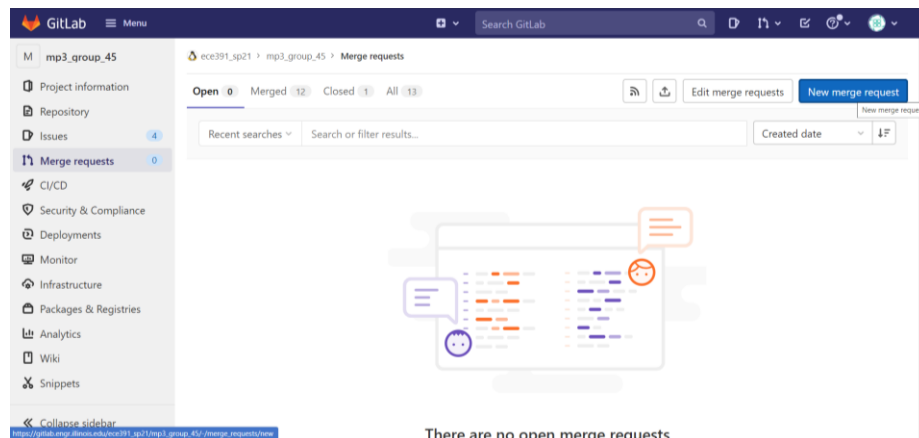 GitLab Menu Search GitLab
M mp3_group_45
ece391_sp21 › mp3_group_45 › Merge requests
Project information
Repository
Issues 4
Merge requests 0
CI/CD
Security & Compliance
Deployments
Monitor
Infrastructure
Packages & Registries
Analytics
Wiki
Snippets
Collapse sidebar
Open 0 Merged 12 Closed 1 All 13
Edit merge requests New merge request
New merge reque
Recent searches Search or filter results...
Created date
There are no open merge requests
https://gitlab.engr.illinois.edu/ece391_sp21/mp3_group_45/-/merge_requests/new